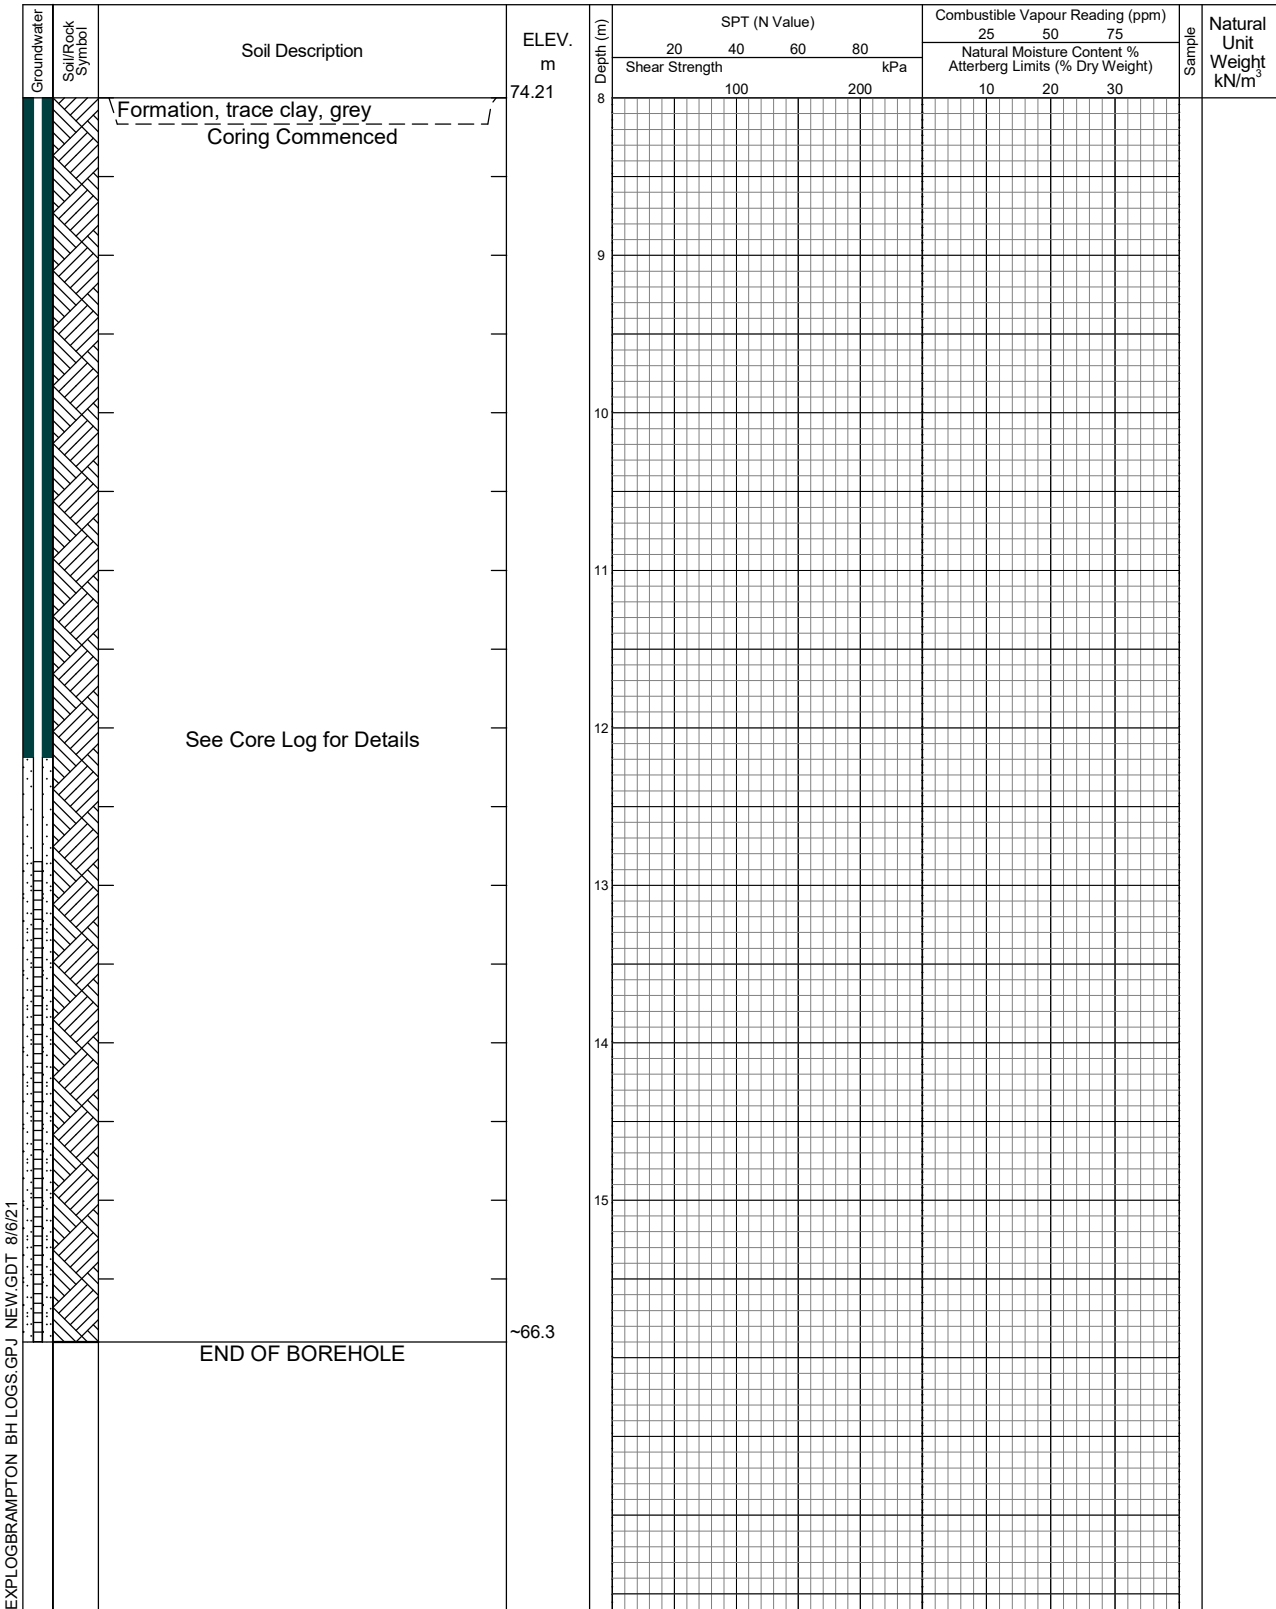 Groundwater
Soil/Rock
Symbol
Soil Description
ELEV.
m
74.21
Depth (m)
SPT (N Value)
20 40 60 80
Shear Strength kPa
100 200
Combustible Vapour Reading (ppm)
25 50 75
Natural Moisture Content %
Atterberg Limits (% Dry Weight)
10 20 30
Sample
Natural
Unit
Weight
kN/m³
8
Formation, trace clay, grey
Coring Commenced
9
10
11
12
See Core Log for Details
13
14
15
~66.3
END OF BOREHOLE
EXPLOGBRAMPTON BH LOGS.GPJ NEW.GDT 8/6/21